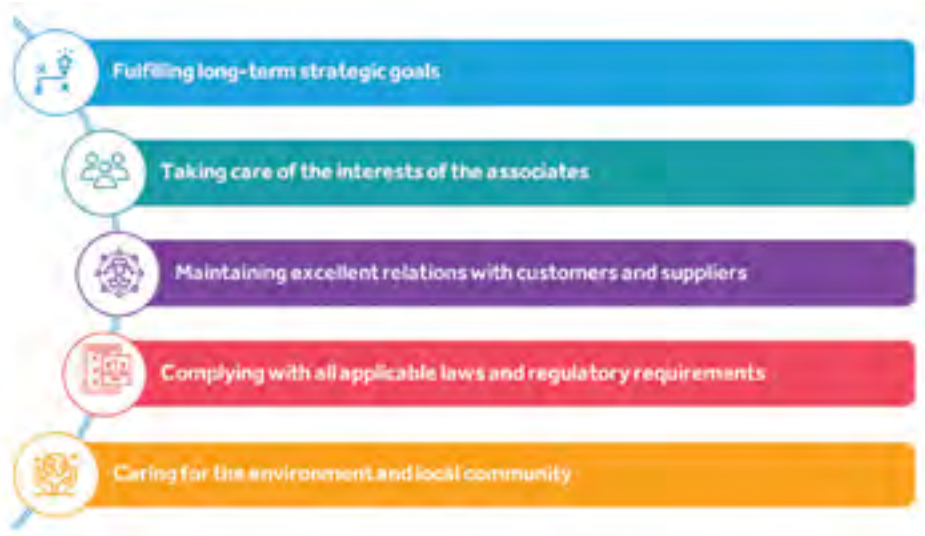 Fulfilling long-term strategic goals
Taking care of the interests of the associates
Maintaining excellent relations with customers and suppliers
Complying with all applicable laws and regulatory requirements
Caring for the environment and local community